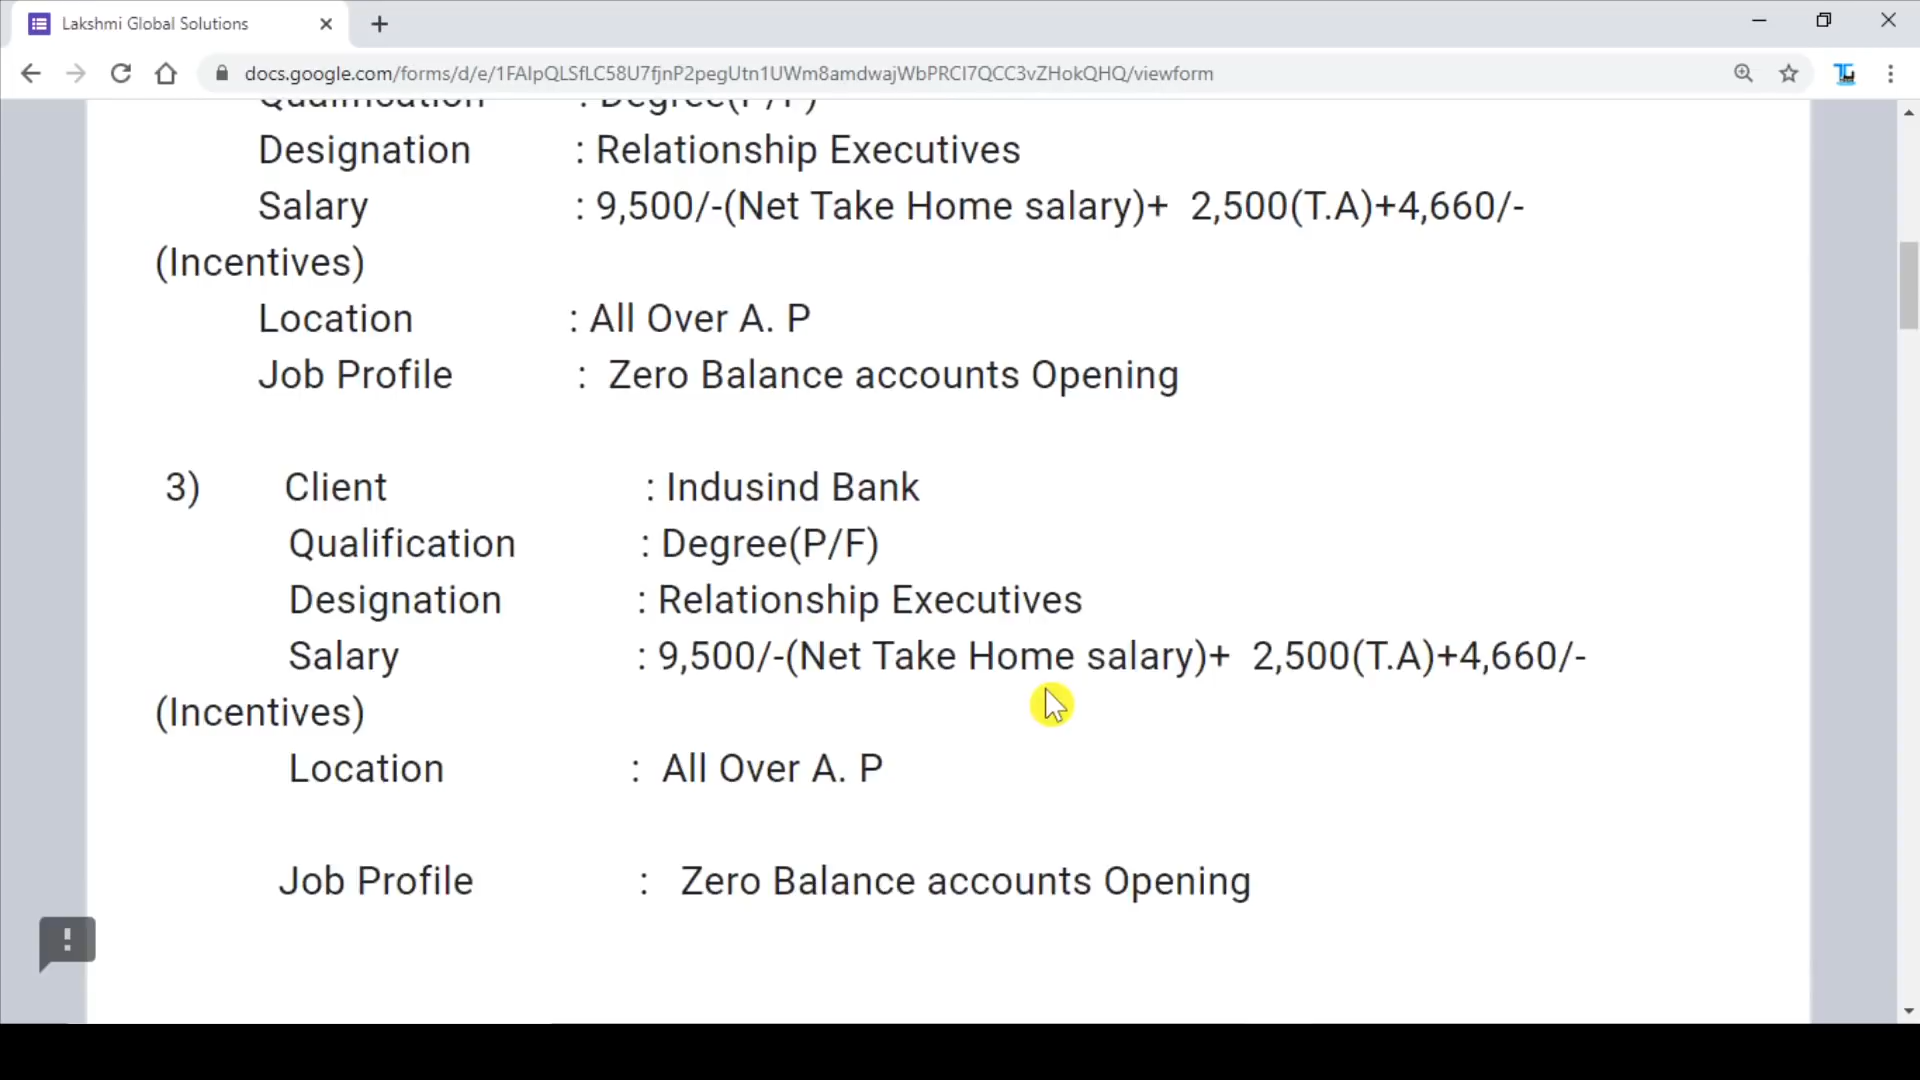 Lakshmi Global Solutions
docs.google.com/forms/d/e/1FAIpQLSfLC58U7fjnP2pegUtn1UWm8amdwajWbPRCI7QCC3vZHokQHQ/viewform
Qualification : Degree(P/F)
Designation : Relationship Executives
Salary : 9,500/-(Net Take Home salary)+ 2,500(T.A)+4,660/-
(Incentives)
Location : All Over A. P
Job Profile : Zero Balance accounts Opening
3) Client : Indusind Bank
Qualification : Degree(P/F)
Designation : Relationship Executives
Salary : 9,500/-(Net Take Home salary)+ 2,500(T.A)+4,660/-
(Incentives)
Location : All Over A. P
Job Profile : Zero Balance accounts Opening